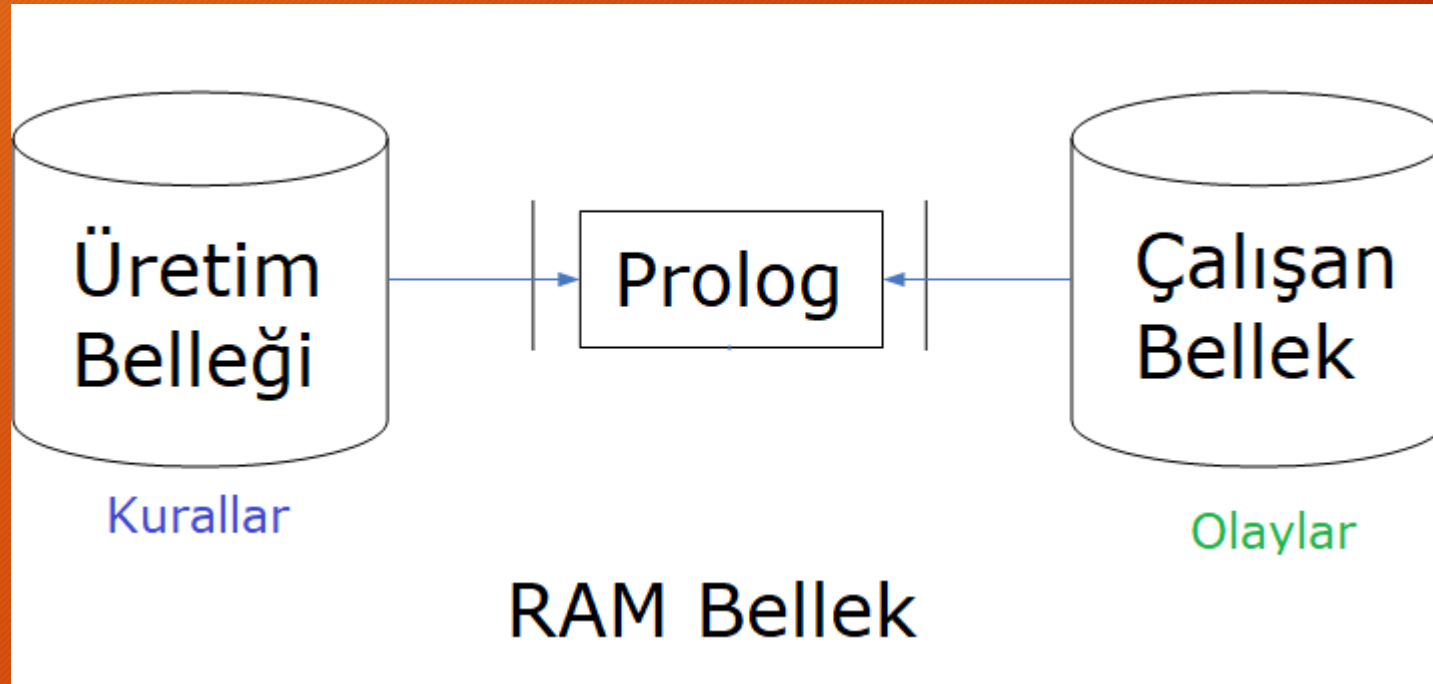 Üretim
Belleği
Prolog
Çalışan
Bellek
Kurallar
Olaylar
RAM Bellek